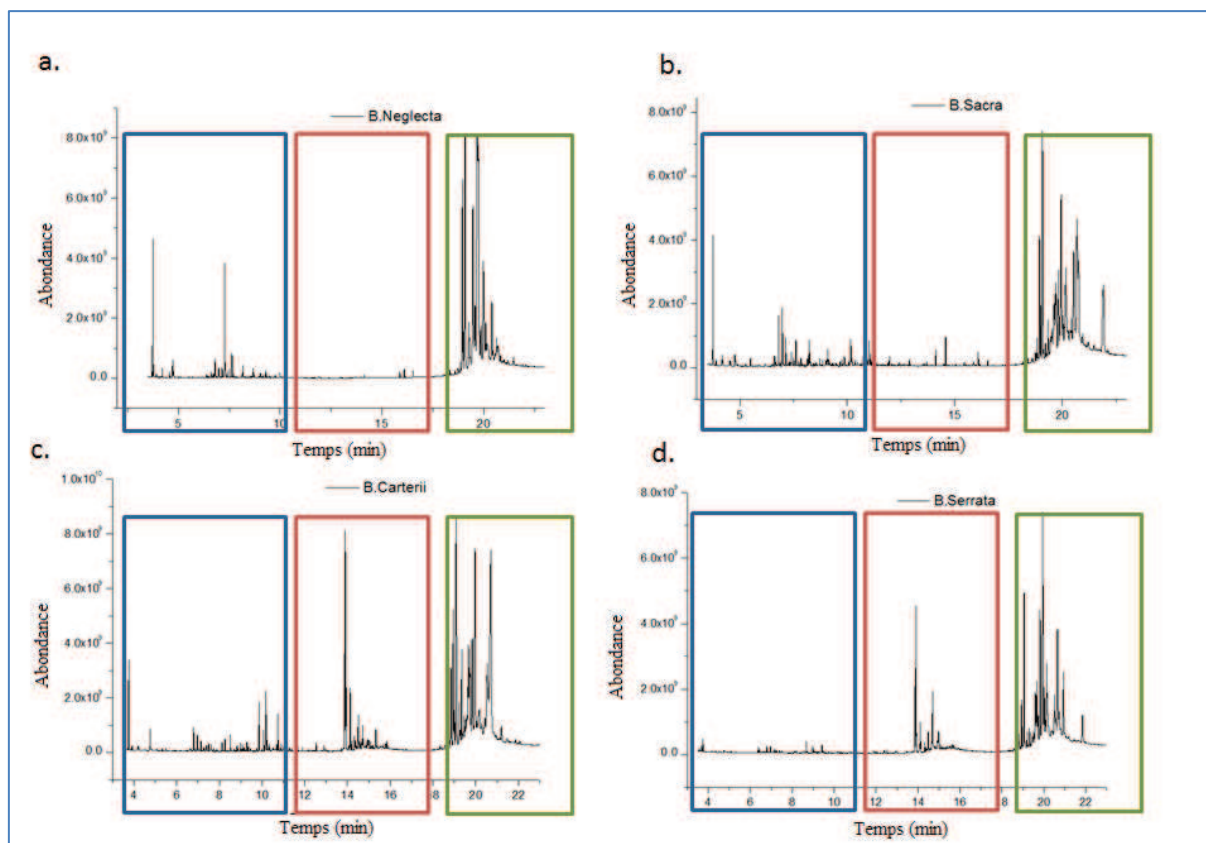 a.
B.Neglecta
8.0x10⁹
6.0x10⁹
4.0x10⁹
2.0x10⁹
0.0
Abondance
5 10 15 20
Temps (min)
b.
B.Sacra
8.0x10⁹
6.0x10⁹
4.0x10⁹
2.0x10⁹
0.0
Abondance
5 10 15 20
Temps (min)
c.
B.Carterii
1.0x10¹⁰
8.0x10⁹
6.0x10⁹
4.0x10⁹
2.0x10⁹
0.0
Abondance
4 6 8 10 12 14 16 18 20 22
Temps (min)
d.
B.Serrata
8.0x10⁹
6.0x10⁹
4.0x10⁹
2.0x10⁹
0.0
Abondance
4 6 8 10 12 14 16 18 20 22
Temps (min)